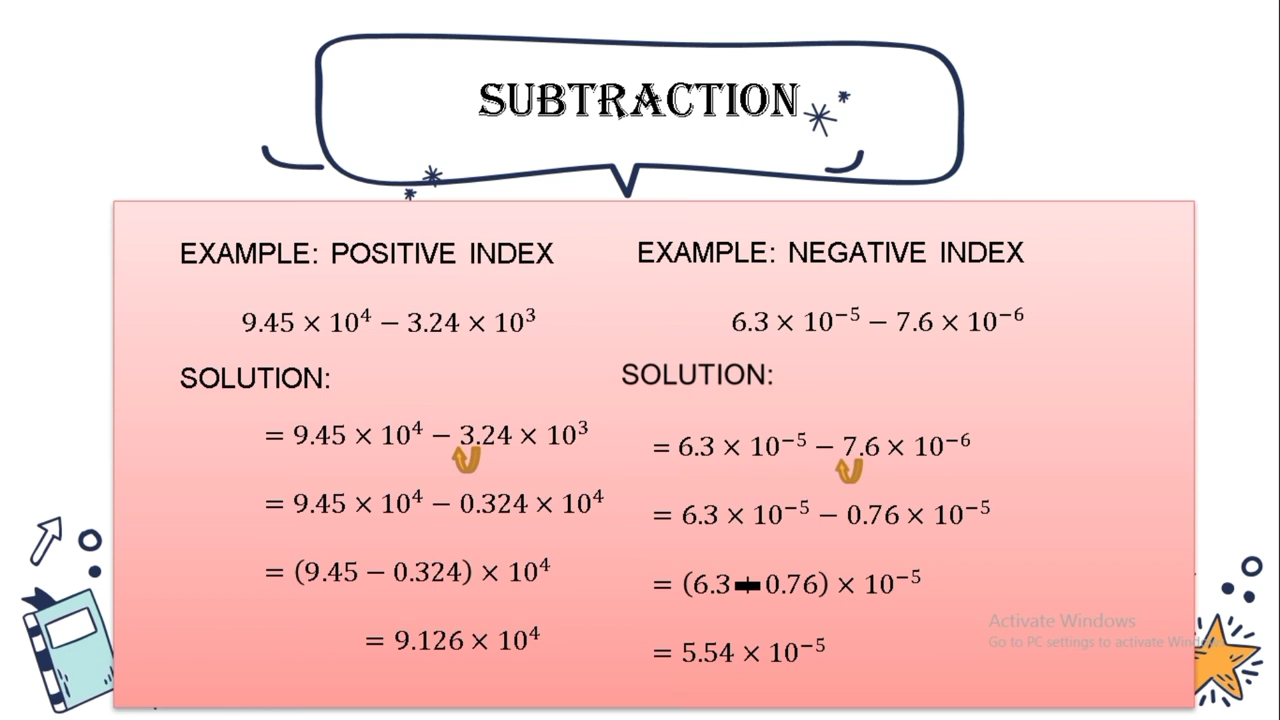 SUBTRACTION
EXAMPLE: POSITIVE INDEX
9.45 × 10⁴ − 3.24 × 10³
SOLUTION:
= 9.45 × 10⁴ − 3.24 × 10³
= 9.45 × 10⁴ − 0.324 × 10⁴
= (9.45 − 0.324) × 10⁴
= 9.126 × 10⁴
EXAMPLE: NEGATIVE INDEX
6.3 × 10⁻⁵ − 7.6 × 10⁻⁶
SOLUTION:
= 6.3 × 10⁻⁵ − 7.6 × 10⁻⁶
= 6.3 × 10⁻⁵ − 0.76 × 10⁻⁵
= (6.3 − 0.76) × 10⁻⁵
= 5.54 × 10⁻⁵
Activate Windows
Go to PC settings to activate Windows